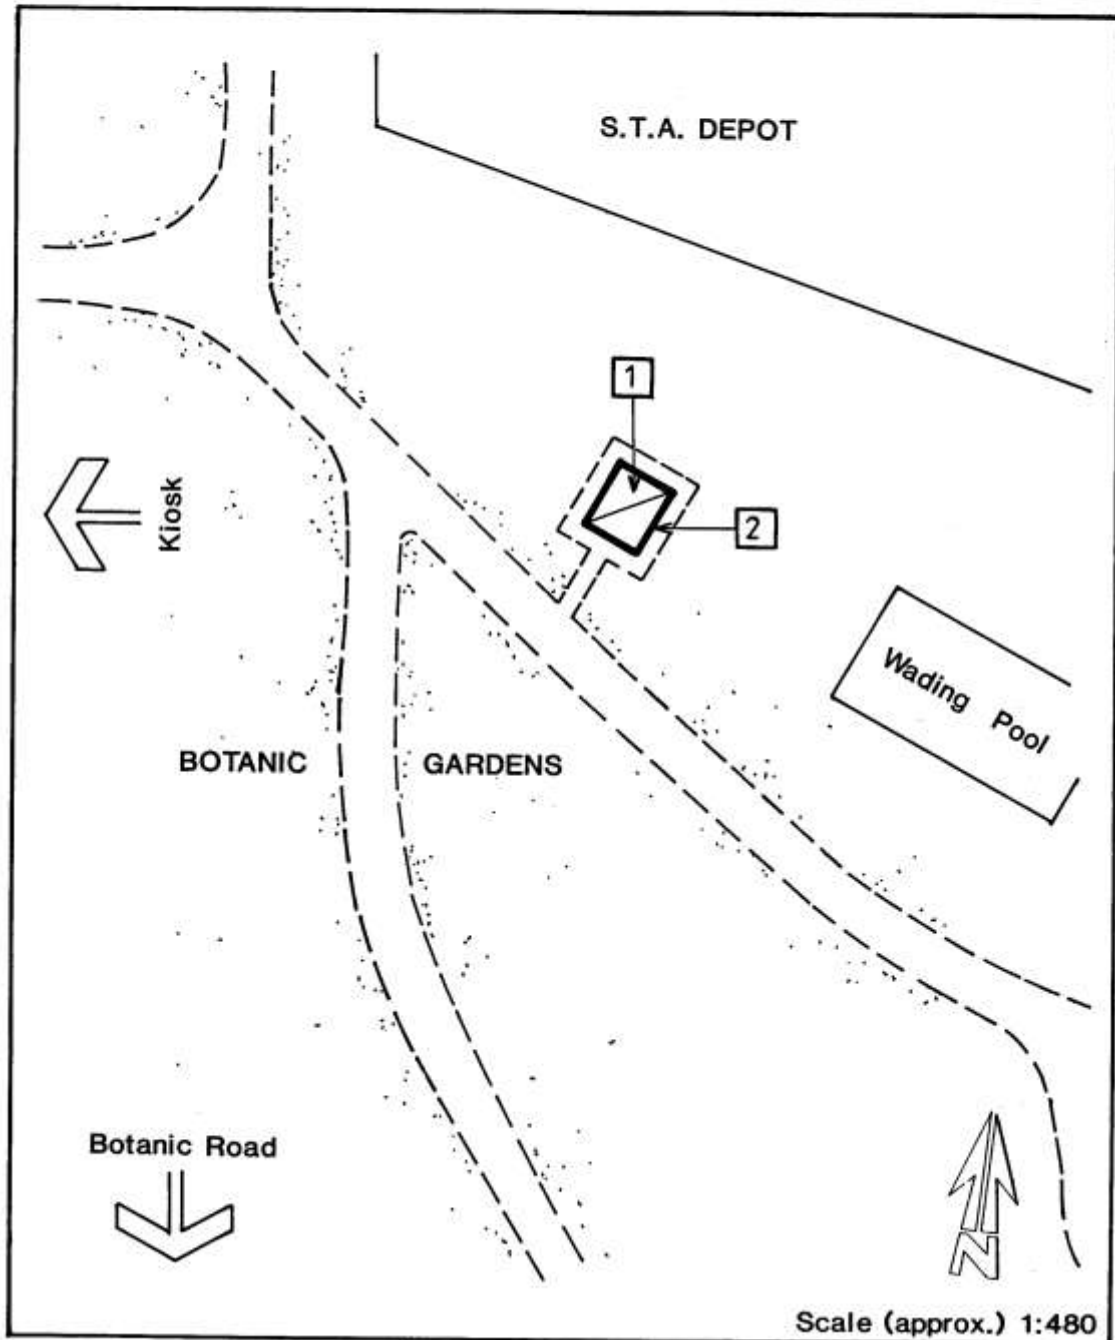 S.T.A. DEPOT
1
2
Kiosk
Wading Pool
BOTANIC GARDENS
Botanic Road
N
Scale (approx.) 1:480